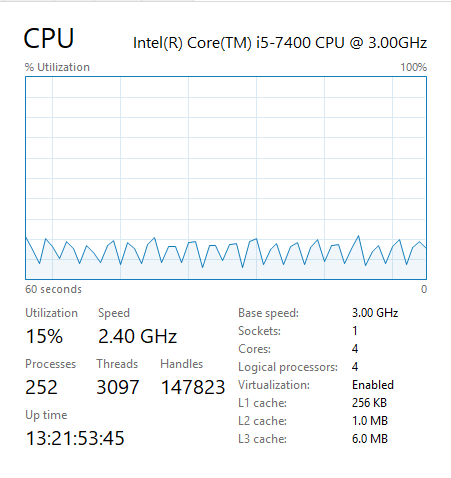 CPU Intel(R) Core(TM) i5-7400 CPU @ 3.00GHz
% Utilization 100%
60 seconds 0
Utilization Speed
15% 2.40 GHz
Processes Threads Handles
252 3097 147823
Up time
13:21:53:45
Base speed: 3.00 GHz
Sockets: 1
Cores: 4
Logical processors: 4
Virtualization: Enabled
L1 cache: 256 KB
L2 cache: 1.0 MB
L3 cache: 6.0 MB